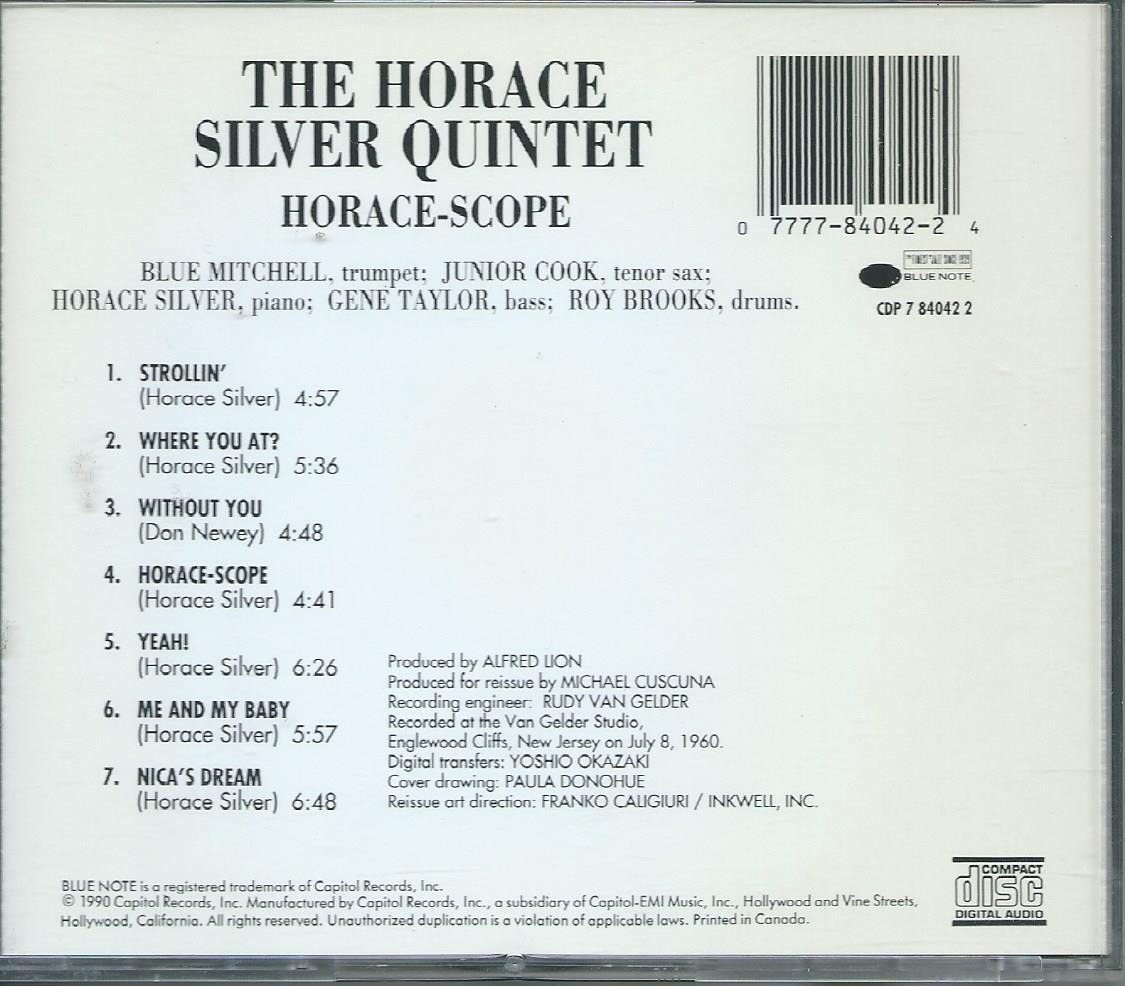 THE HORACE
SILVER QUINTET
HORACE-SCOPE
0 7777-84042-2 4
BLUE NOTE
CDP 7 84042 2
BLUE MITCHELL, trumpet; JUNIOR COOK, tenor sax;
HORACE SILVER, piano; GENE TAYLOR, bass; ROY BROOKS, drums.
1. STROLLIN'
(Horace Silver) 4:57
2. WHERE YOU AT?
(Horace Silver) 5:36
3. WITHOUT YOU
(Don Newey) 4:48
4. HORACE-SCOPE
(Horace Silver) 4:41
5. YEAH!
(Horace Silver) 6:26
6. ME AND MY BABY
(Horace Silver) 5:57
7. NICA'S DREAM
(Horace Silver) 6:48
Produced by ALFRED LION
Produced for reissue by MICHAEL CUSCUNA
Recording engineer: RUDY VAN GELDER
Recorded at the Van Gelder Studio,
Englewood Cliffs, New Jersey on July 8, 1960.
Digital transfers: YOSHIO OKAZAKI
Cover drawing: PAULA DONOHUE
Reissue art direction: FRANKO CALIGIURI / INKWELL, INC.
BLUE NOTE is a registered trademark of Capitol Records, Inc.
© 1990 Capitol Records, Inc. Manufactured by Capitol Records, Inc., a subsidiary of Capitol-EMI Music, Inc., Hollywood and Vine Streets,
Hollywood, California. All rights reserved. Unauthorized duplication is a violation of applicable laws. Printed in Canada.
COMPACT
disc
DIGITAL AUDIO